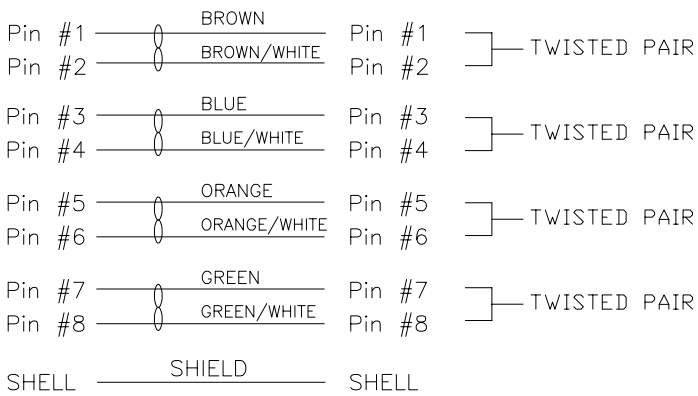 Pin #1 BROWN Pin #1
BROWN/WHITE TWISTED PAIR
Pin #2 Pin #2
Pin #3 BLUE Pin #3
BLUE/WHITE TWISTED PAIR
Pin #4 Pin #4
Pin #5 ORANGE Pin #5
ORANGE/WHITE TWISTED PAIR
Pin #6 Pin #6
Pin #7 GREEN Pin #7
GREEN/WHITE TWISTED PAIR
Pin #8 Pin #8
SHELL SHIELD SHELL